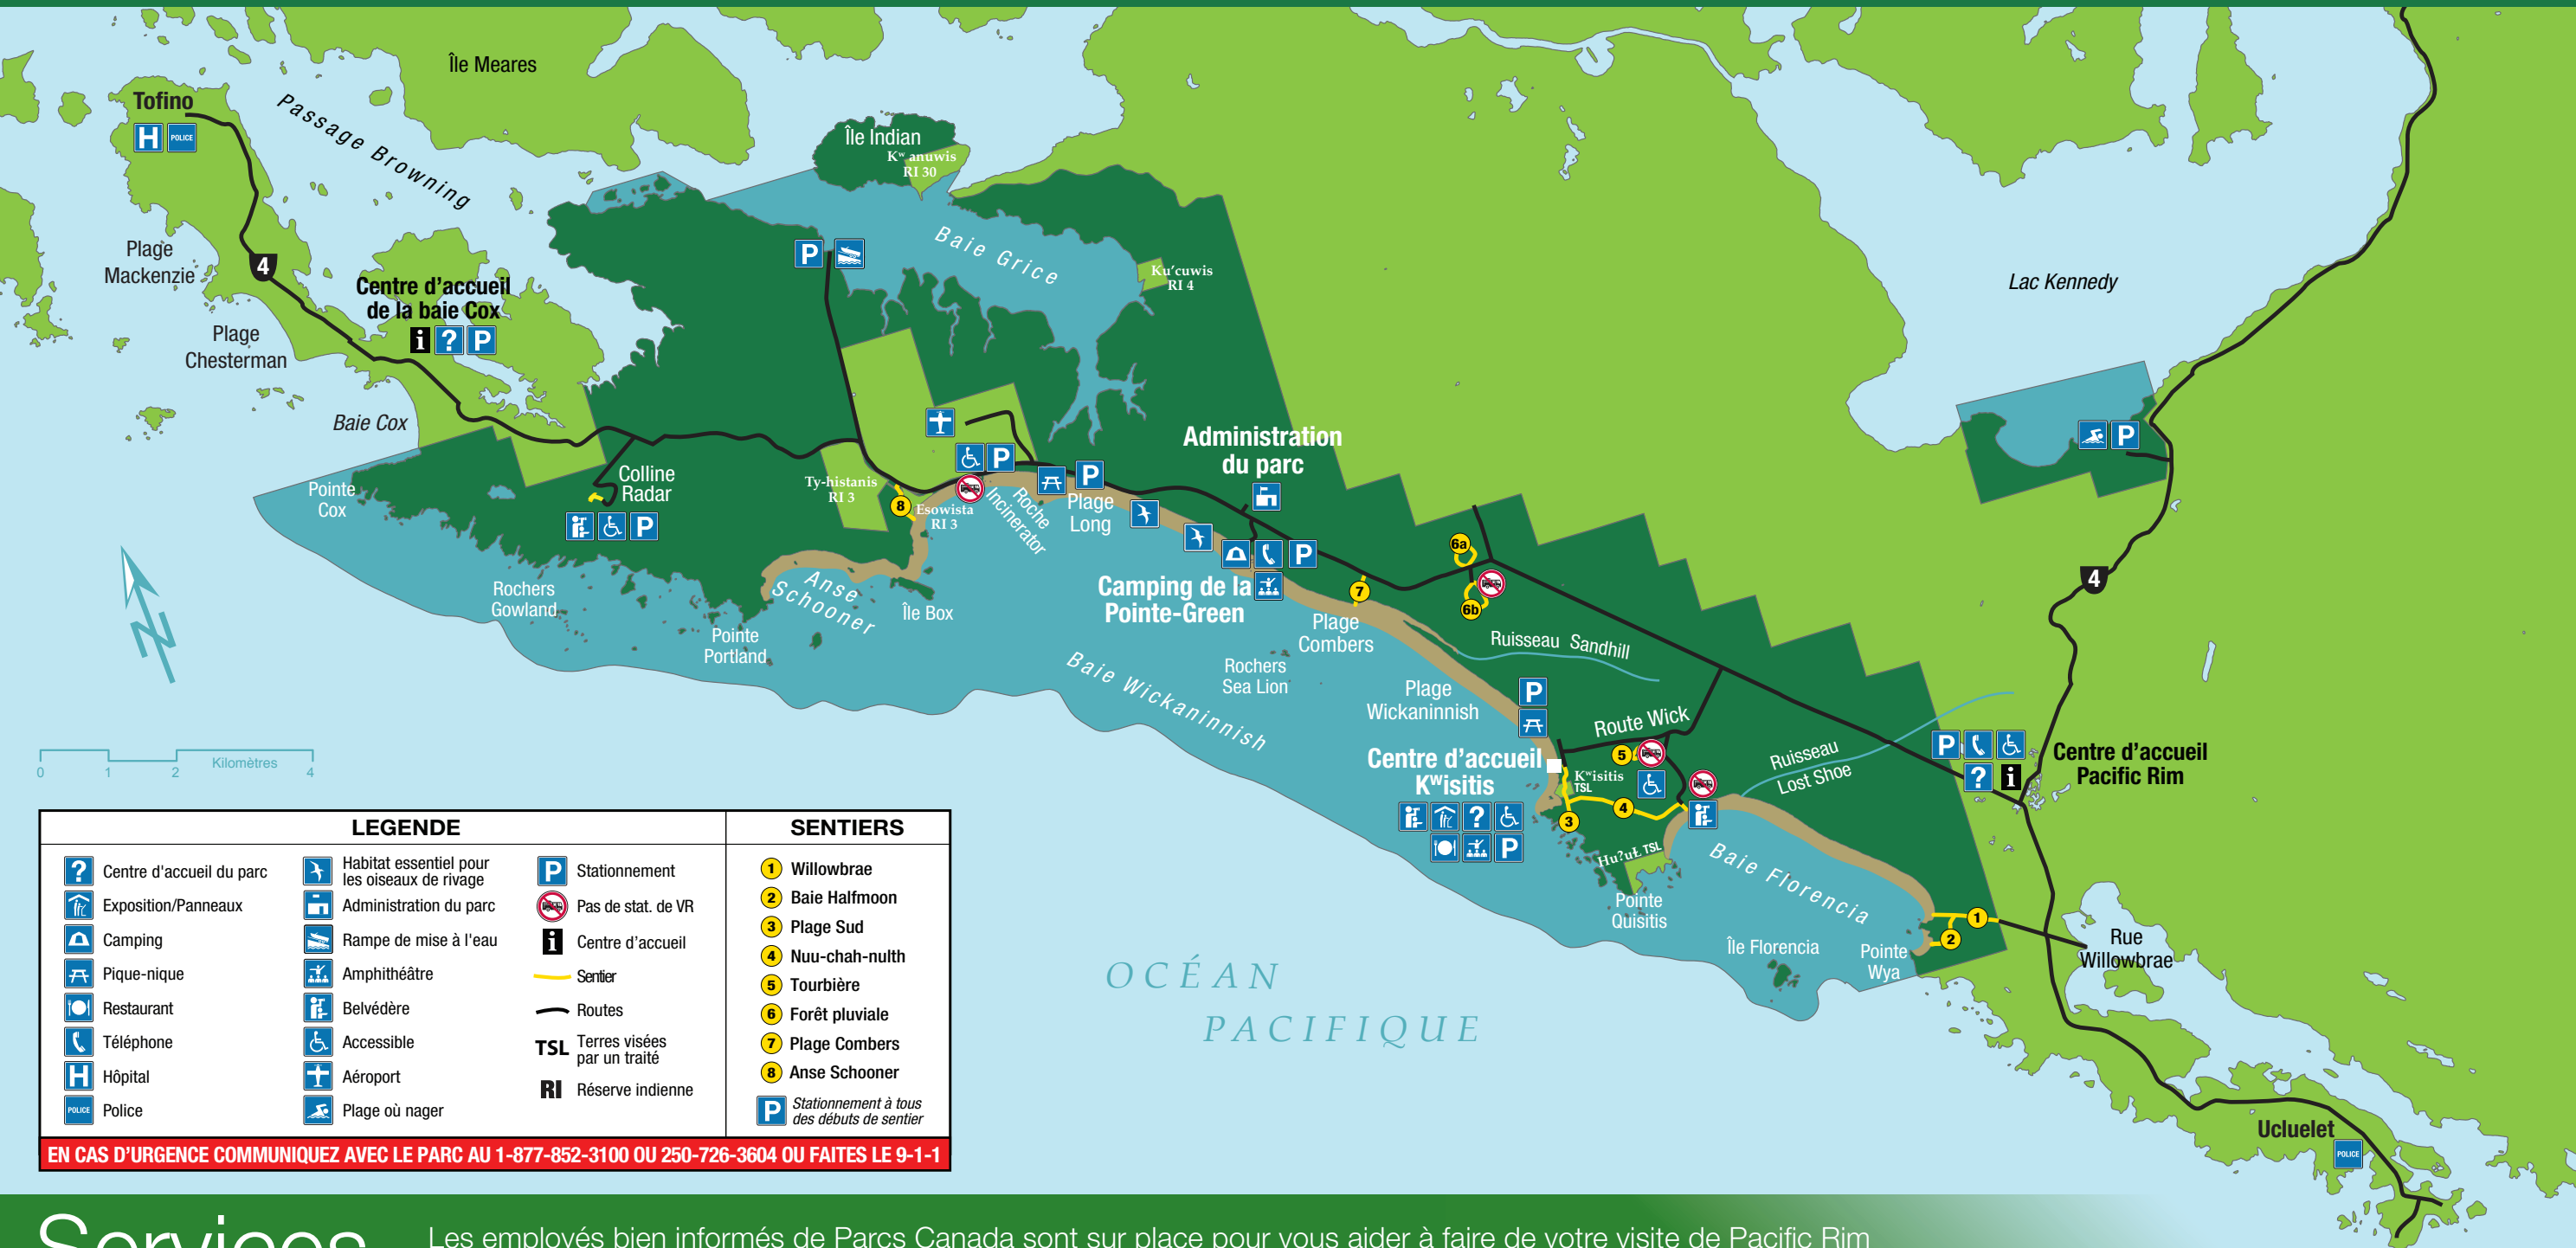 Île Meares
Tofino
H
POLICE
Passage Browning
Île Indian
Kʷ anuwis
RI 30
Plage
Mackenzie
4
P
Baie Grice
Ku'cuwis
RI 4
Lac Kennedy
Centre d'accueil
de la baie Cox
i ? P
Plage
Chesterman
Baie Cox
Administration
du parc
P
Pointe
Cox
Colline
Radar
P
Ty-histanis
RI 3
8
Esowista
RI 3
P
Roche
Incinerator
P
Plage
Long
P
Camping de la
Pointe-Green
6a
6b
7
4
Rochers
Gowland
Anse
Schooner
Île Box
Pointe
Portland
Plage
Combers
Ruisseau Sandhill
Rochers
Sea Lion
Baie Wickaninnish
Plage
Wickaninnish
P
Route Wick
Centre d'accueil
Kʷisitis
? 
P
5
Kʷisitis
TSL
4
3
Ruisseau
Lost Shoe
P
? i
Centre d'accueil
Pacific Rim
Hu?uŁ TSL
Pointe
Quisitis
Baie Florencia
Île Florencia
Pointe
Wya
1
2
Rue
Willowbrae
OCÉAN
PACIFIQUE
Ucluelet
POLICE
0 1 2 Kilomètres 4
LEGENDE
? Centre d'accueil du parc
Exposition/Panneaux
Camping
Pique-nique
Restaurant
Téléphone
H Hôpital
POLICE Police
Habitat essentiel pour
les oiseaux de rivage
Administration du parc
Rampe de mise à l'eau
Amphithéâtre
Belvédère
Accessible
Aéroport
Plage où nager
P Stationnement
Pas de stat. de VR
i Centre d'accueil
Sentier
Routes
TSL Terres visées
par un traité
RI Réserve indienne
SENTIERS
1 Willowbrae
2 Baie Halfmoon
3 Plage Sud
4 Nuu-chah-nulth
5 Tourbière
6 Forêt pluviale
7 Plage Combers
8 Anse Schooner
P Stationnement à tous
des débuts de sentier
EN CAS D'URGENCE COMMUNIQUEZ AVEC LE PARC AU 1-877-852-3100 OU 250-726-3604 OU FAITES LE 9-1-1
Services
Les employés bien informés de Parcs Canada sont sur place pour vous aider à faire de votre visite de Pacific Rim